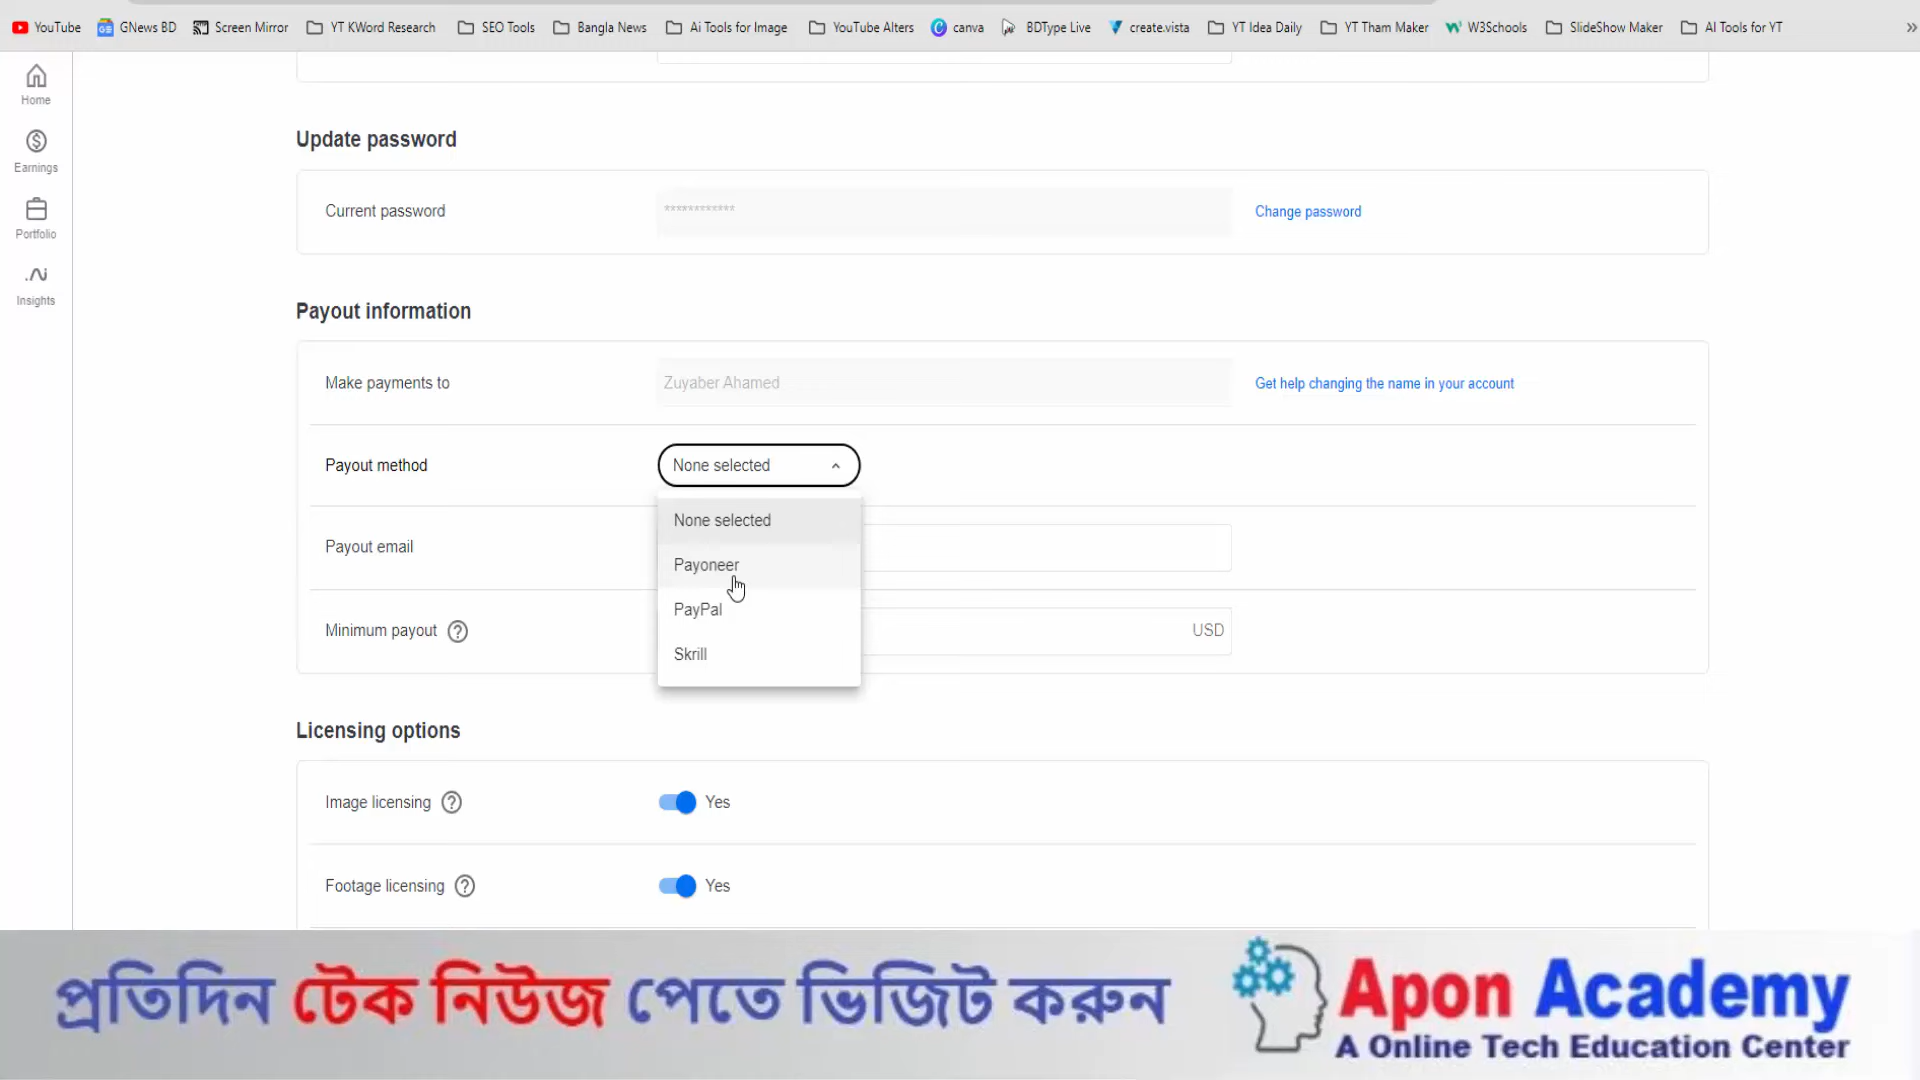 YouTube GNews BD Screen Mirror YT KWord Research SEO Tools Bangla News Ai Tools for Image YouTube Alters canva BDType Live create.vista YT Idea Daily YT Tham Maker W3Schools SlideShow Maker AI Tools for YT »
Home
Earnings
Portfolio
Insights
Update password
Current password ************ Change password
Payout information
Make payments to Zuyaber Ahamed Get help changing the name in your account
Payout method None selected
None selected
Payoneer
PayPal
Skrill
Payout email
Minimum payout ? USD
Licensing options
Image licensing ? Yes
Footage licensing ? Yes
প্রতিদিন টেক নিউজ পেতে ভিজিট করুন
Apon Academy
A Online Tech Education Center